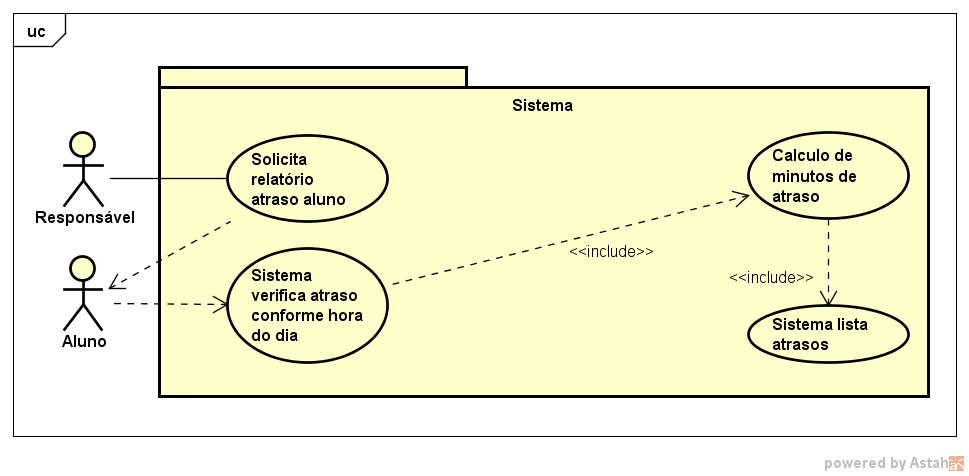 uc
Sistema
Solicita
relatório
atraso aluno
Calculo de
minutos de
atraso
Responsável
<<include>>
Sistema
verifica atraso
conforme hora
do dia
<<include>>
Aluno
Sistema lista
atrasos
powered by Astah